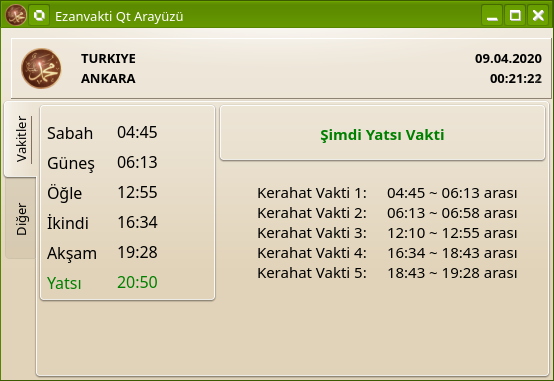 Ezanvakti Qt Arayüzü
TURKIYE 09.04.2020
ANKARA 00:21:22
Vakitler
Diğer
Sabah 04:45
Güneş 06:13
Öğle 12:55
İkindi 16:34
Akşam 19:28
Yatsı 20:50
Şimdi Yatsı Vakti
Kerahat Vakti 1: 04:45 ~ 06:13 arası
Kerahat Vakti 2: 06:13 ~ 06:58 arası
Kerahat Vakti 3: 12:10 ~ 12:55 arası
Kerahat Vakti 4: 16:34 ~ 18:43 arası
Kerahat Vakti 5: 18:43 ~ 19:28 arası